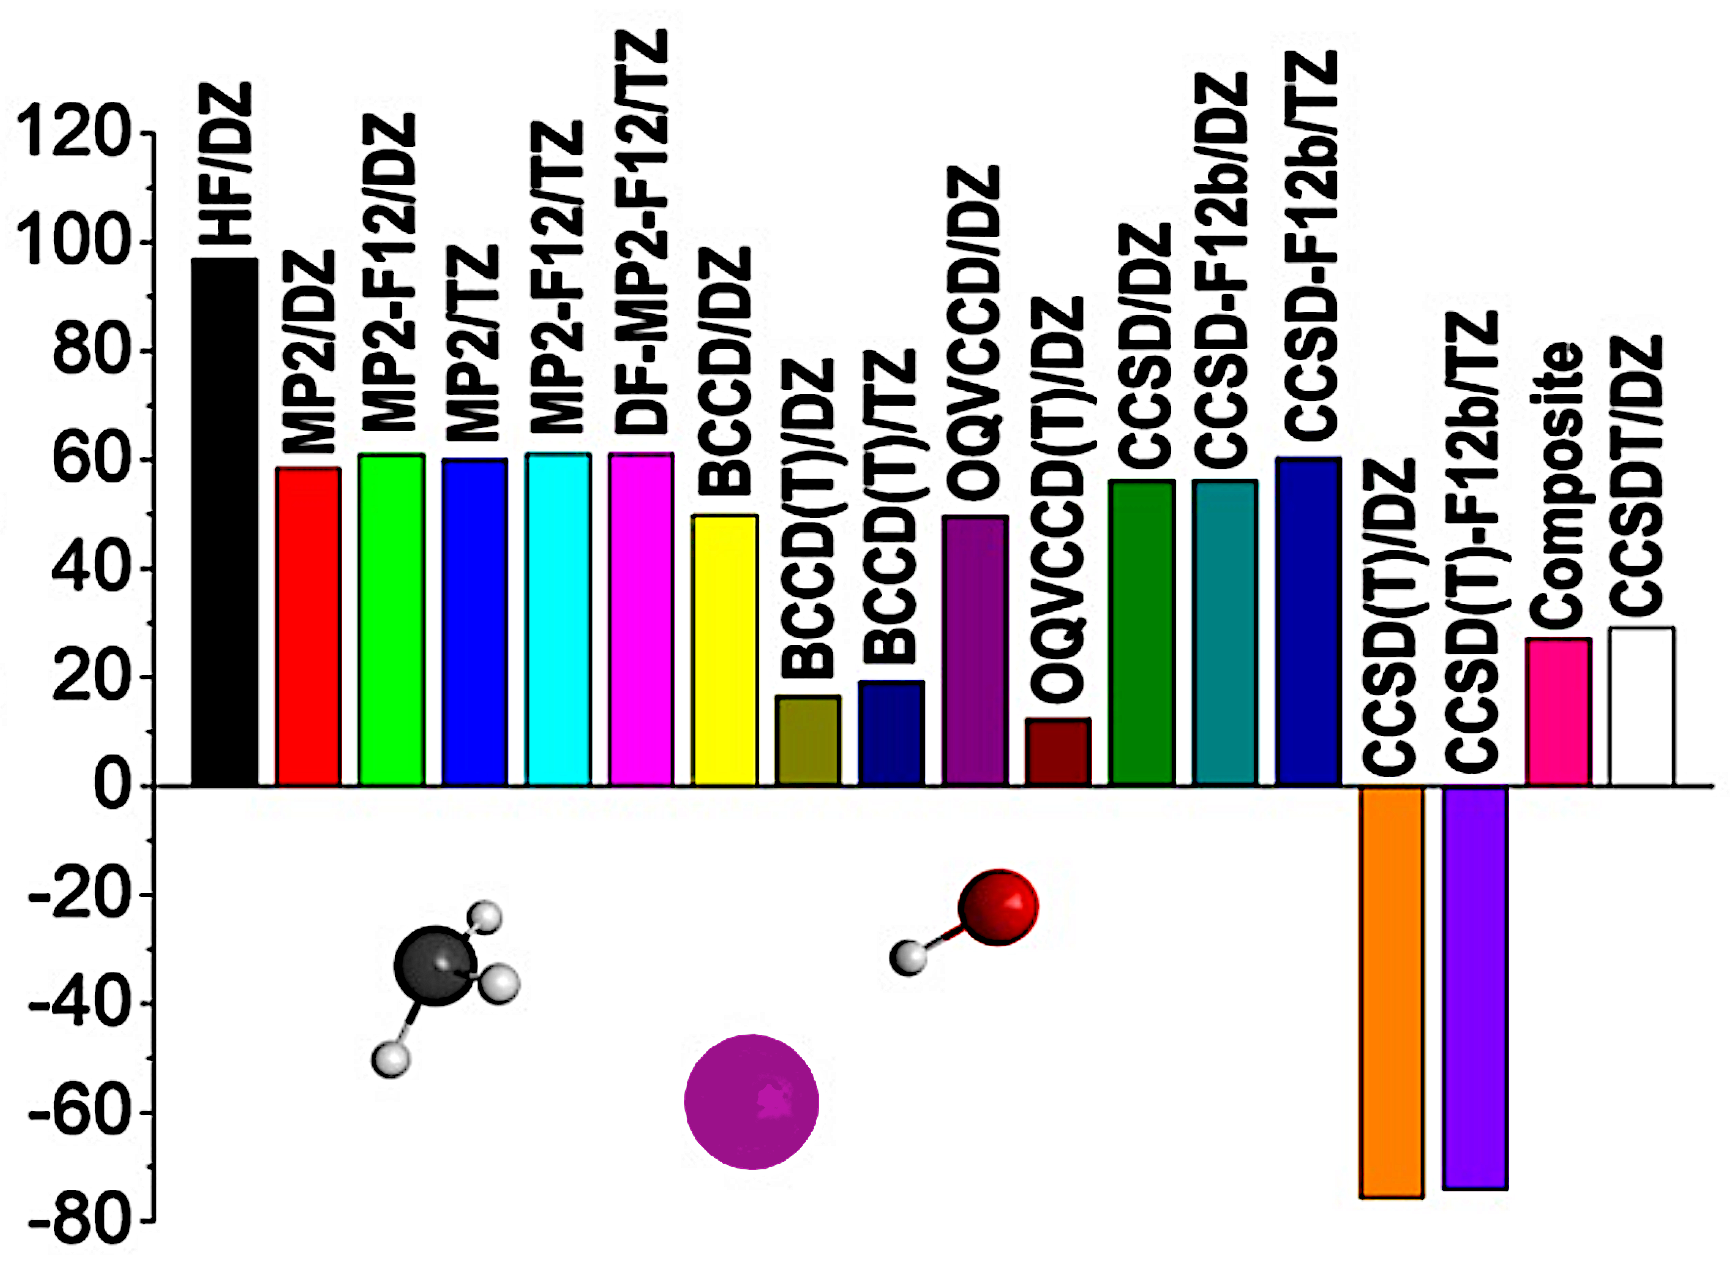 120
100
80
60
40
20
0
-20
-40
-60
-80
HF/DZ
MP2/DZ
MP2-F12/DZ
MP2/TZ
MP2-F12/TZ
DF-MP2-F12/TZ
BCCD/DZ
BCCD(T)/DZ
BCCD(T)/TZ
OQVCCD/DZ
OQVCCD(T)/DZ
CCSD/DZ
CCSD-F12b/DZ
CCSD-F12b/TZ
CCSD(T)/DZ
CCSD(T)-F12b/TZ
Composite
CCSDT/DZ